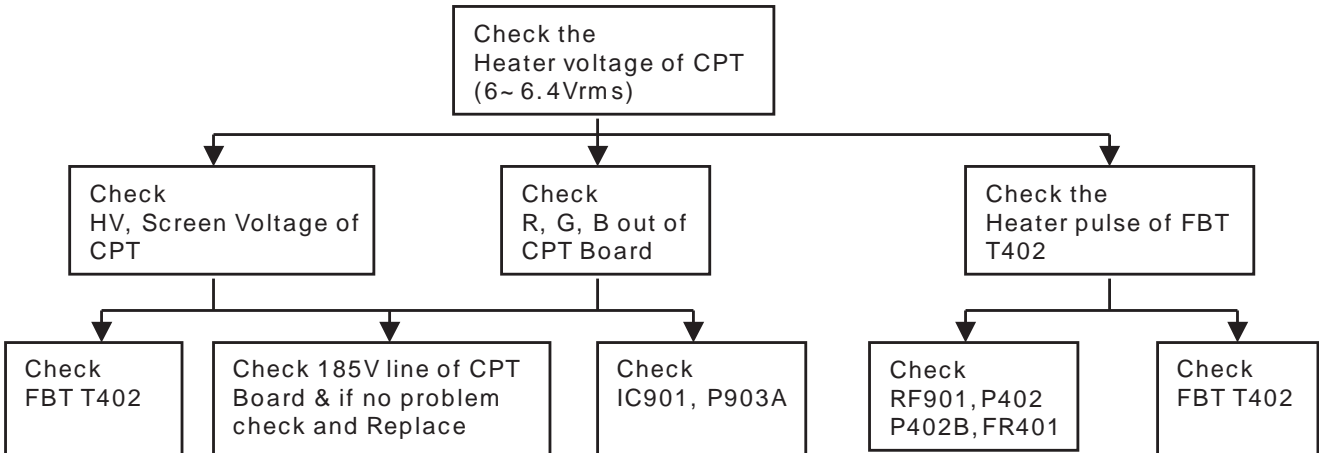 Check the
Heater voltage of CPT
(6~6.4Vrms)
Check
HV, Screen Voltage of
CPT
Check
R, G, B out of
CPT Board
Check the
Heater pulse of FBT
T402
Check
FBT T402
Check 185V line of CPT
Board & if no problem
check and Replace
Check
IC901, P903A
Check
RF901, P402
P402B, FR401
Check
FBT T402